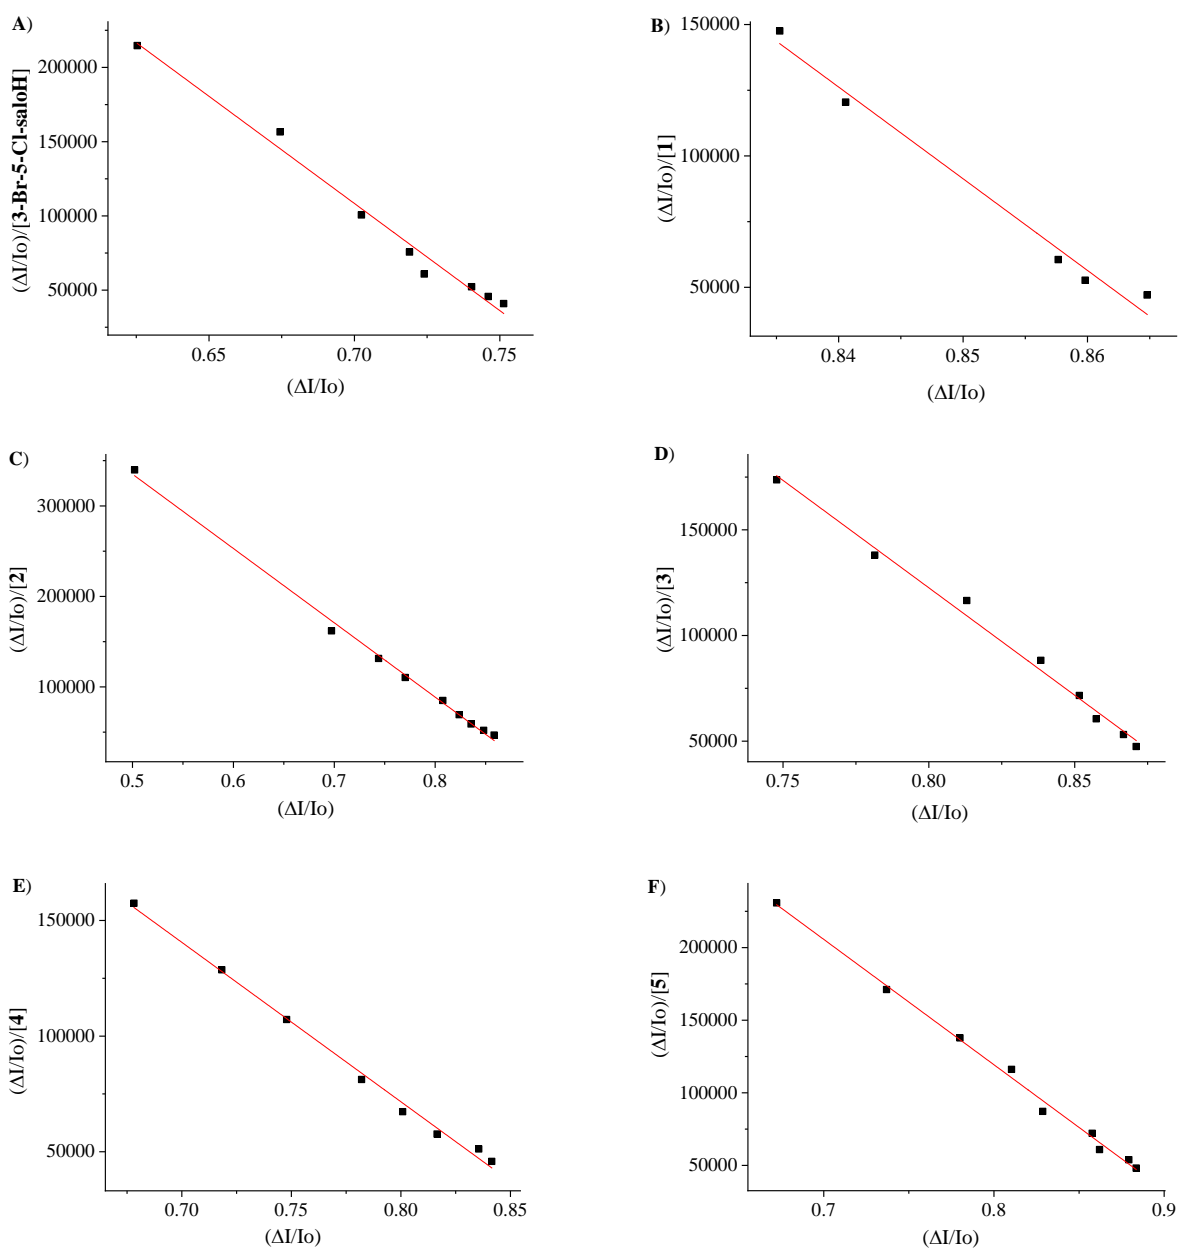 A)
200000
150000
100000
50000
0.65 0.70 0.75
(ΔI/Io)/[3-Br-5-Cl-saloH]
(ΔI/Io)
B)
150000
100000
50000
0.84 0.85 0.86
(ΔI/Io)/[1]
(ΔI/Io)
C)
300000
200000
100000
0.5 0.6 0.7 0.8
(ΔI/Io)/[2]
(ΔI/Io)
D)
150000
100000
50000
0.75 0.80 0.85
(ΔI/Io)/[3]
(ΔI/Io)
E)
150000
100000
50000
0.70 0.75 0.80 0.85
(ΔI/Io)/[4]
(ΔI/Io)
F)
200000
150000
100000
50000
0.7 0.8 0.9
(ΔI/Io)/[5]
(ΔI/Io)